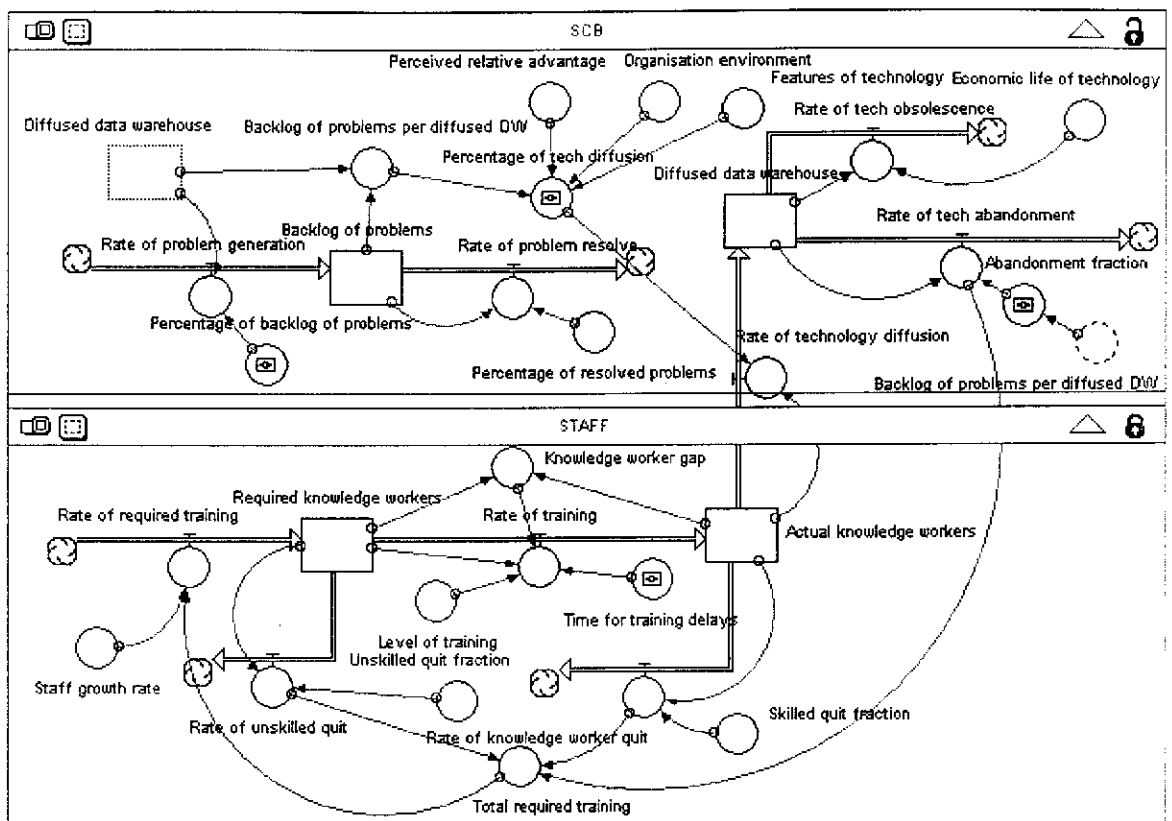 SCB
Perceived relative advantage
Organisation environment
Features of technology
Economic life of technology
Rate of tech obsolescence
Diffused data warehouse
Backlog of problems per diffused DW
Percentage of tech diffusion
Diffused data warehouse
Rate of tech abandonment
Backlog of problems
Rate of problem generation
Rate of problem resolve
Abandonment fraction
Percentage of backlog of problems
Rate of technology diffusion
Percentage of resolved problems
Backlog of problems per diffused DW
STAFF
Knowledge worker gap
Required knowledge workers
Rate of required training
Rate of training
Actual knowledge workers
Time for training delays
Level of training
Unskilled quit fraction
Staff growth rate
Skilled quit fraction
Rate of unskilled quit
Rate of knowledge worker quit
Total required training